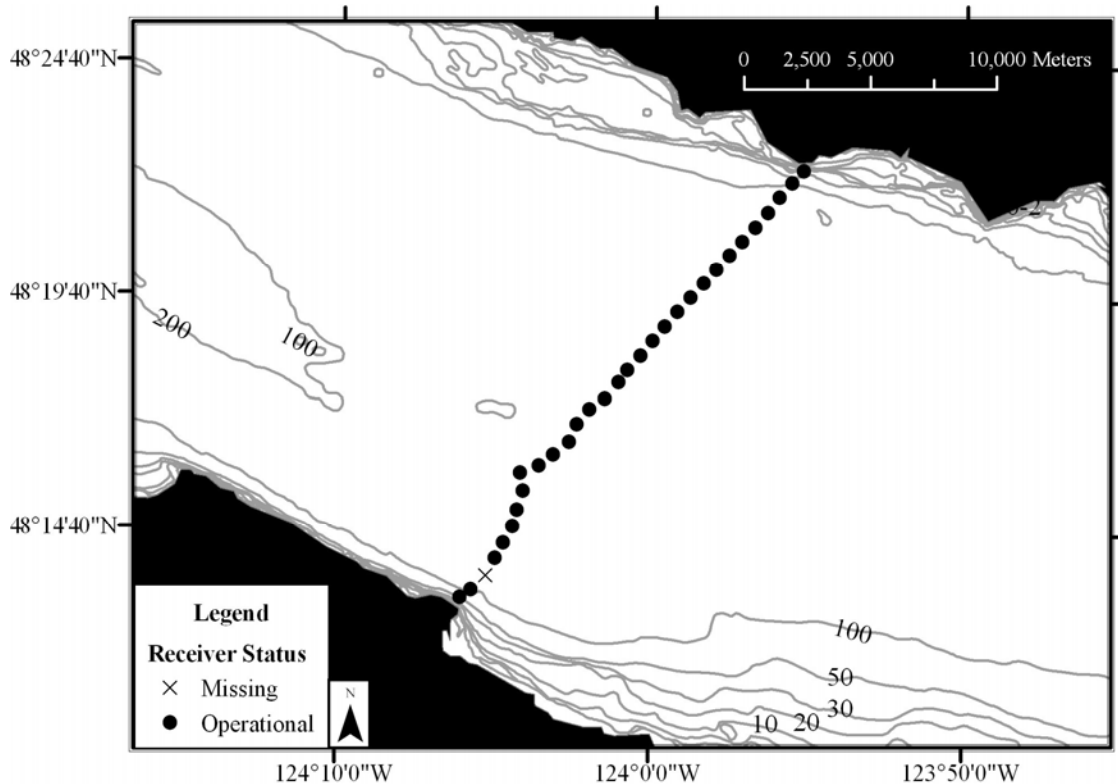 48°24'40"N
0 2,500 5,000 10,000 Meters
48°19'40"N
200
100
48°14'40"N
Legend
Receiver Status
Missing
Operational
N
100
50
30
10 20
124°10'0"W 124°0'0"W 123°50'0"W